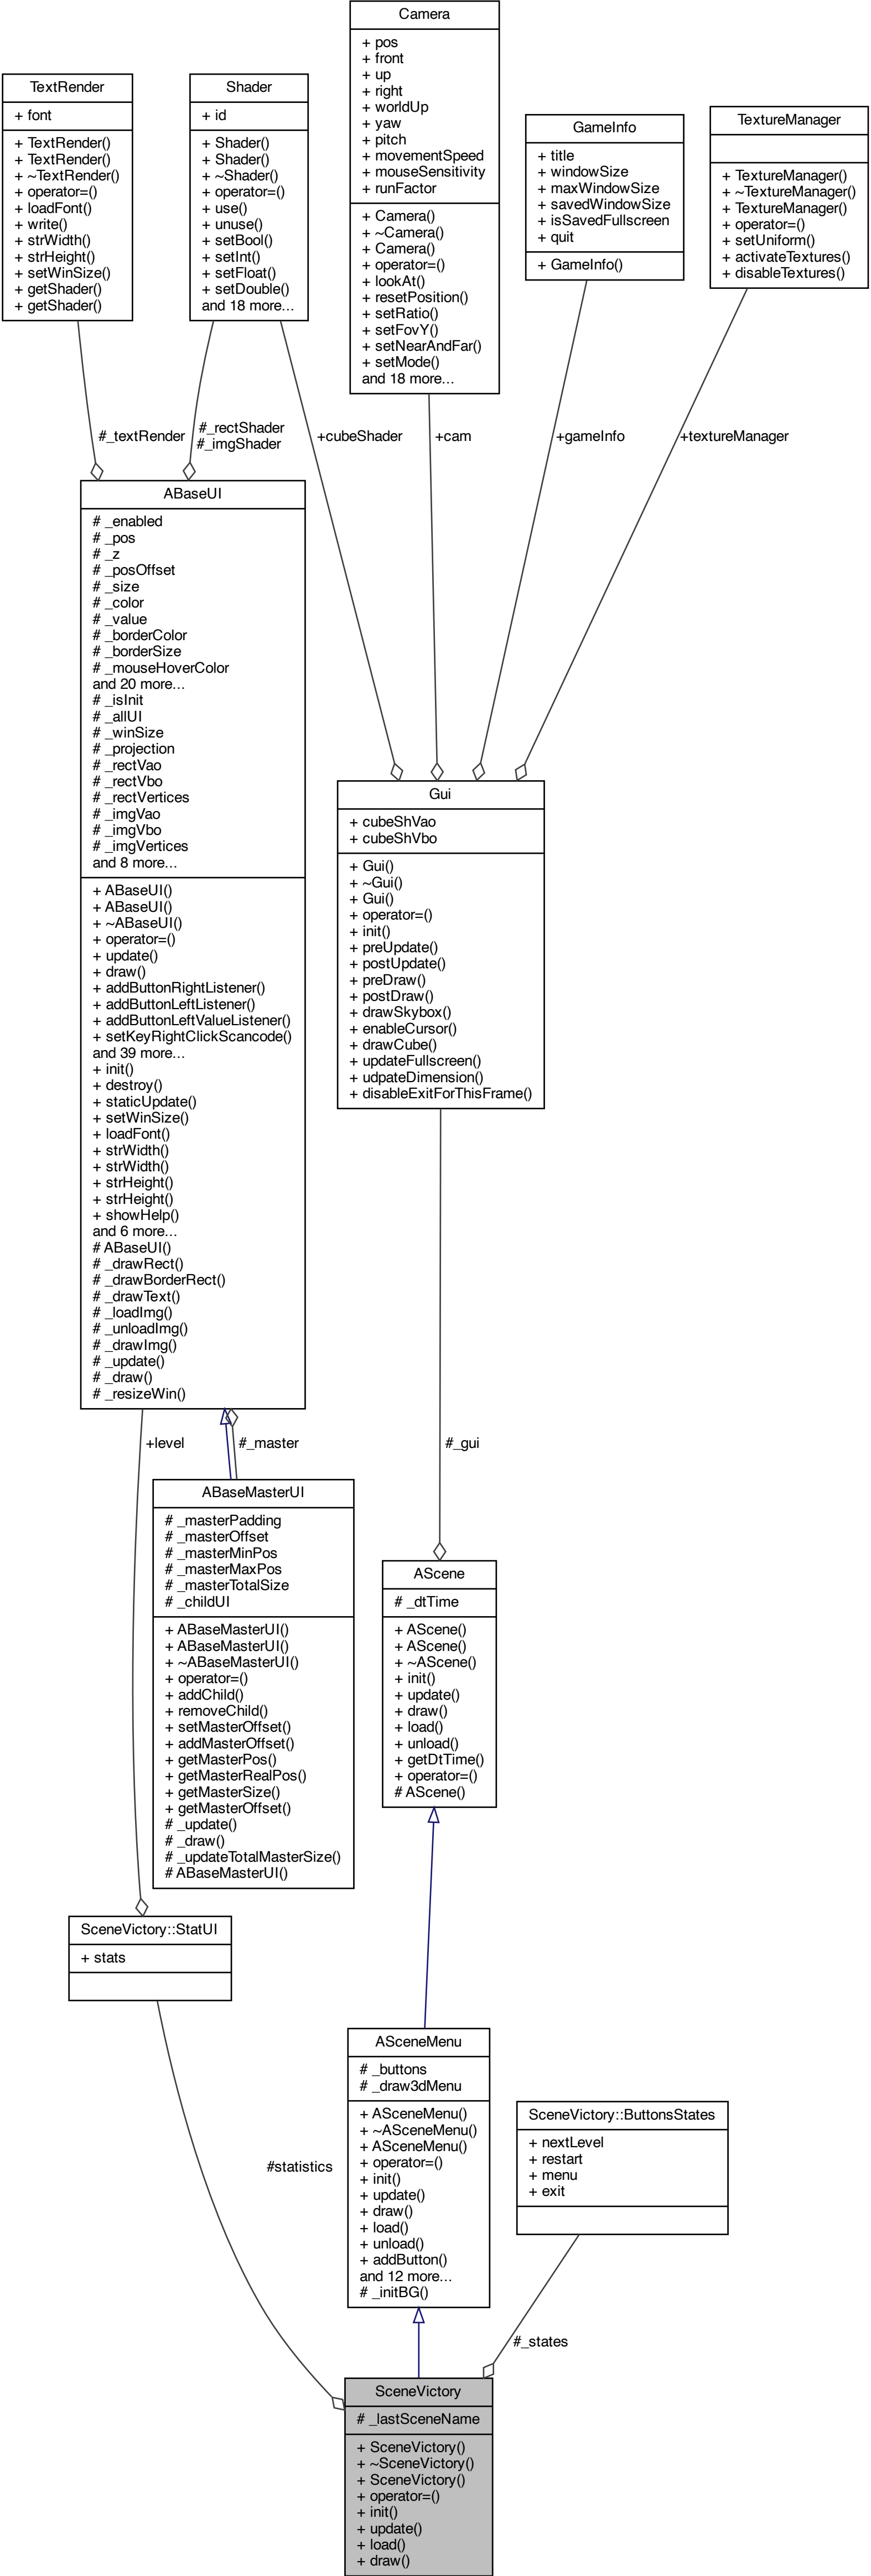 Camera
+ pos
+ front
+ up
+ right
+ worldUp
+ yaw
+ pitch
+ movementSpeed
+ mouseSensitivity
+ runFactor
+ Camera()
+ ~Camera()
+ Camera()
+ operator=()
+ lookAt()
+ resetPosition()
+ setRatio()
+ setFovY()
+ setNearAndFar()
+ setMode()
and 18 more...
TextRender
+ font
+ TextRender()
+ TextRender()
+ ~TextRender()
+ operator=()
+ loadFont()
+ write()
+ strWidth()
+ strHeight()
+ setWinSize()
+ getShader()
+ getShader()
Shader
+ id
+ Shader()
+ Shader()
+ ~Shader()
+ operator=()
+ use()
+ unuse()
+ setBool()
+ setInt()
+ setFloat()
+ setDouble()
and 18 more...
GameInfo
+ title
+ windowSize
+ maxWindowSize
+ savedWindowSize
+ isSavedFullscreen
+ quit
+ GameInfo()
TextureManager
+ TextureManager()
+ ~TextureManager()
+ TextureManager()
+ operator=()
+ setUniform()
+ activateTextures()
+ disableTextures()
#_textRender
#_rectShader
#_imgShader
+cubeShader
+cam
+gameInfo
+textureManager
ABaseUI
# _enabled
# _pos
# _z
# _posOffset
# _size
# _color
# _value
# _borderColor
# _borderSize
# _mouseHoverColor
and 20 more...
# _isInit
# _allUI
# _winSize
# _projection
# _rectVao
# _rectVbo
# _rectVertices
# _imgVao
# _imgVbo
# _imgVertices
and 8 more...
+ ABaseUI()
+ ABaseUI()
+ ~ABaseUI()
+ operator=()
+ update()
+ draw()
+ addButtonRightListener()
+ addButtonLeftListener()
+ addButtonLeftValueListener()
+ setKeyRightClickScancode()
and 39 more...
+ init()
+ destroy()
+ staticUpdate()
+ setWinSize()
+ loadFont()
+ strWidth()
+ strWidth()
+ strHeight()
+ strHeight()
+ showHelp()
and 6 more...
# ABaseUI()
# _drawRect()
# _drawBorderRect()
# _drawText()
# _loadImg()
# _unloadImg()
# _drawImg()
# _update()
# _draw()
# _resizeWin()
Gui
+ cubeShVao
+ cubeShVbo
+ Gui()
+ ~Gui()
+ Gui()
+ operator=()
+ init()
+ preUpdate()
+ postUpdate()
+ preDraw()
+ postDraw()
+ drawSkybox()
+ enableCursor()
+ drawCube()
+ updateFullscreen()
+ udpateDimension()
+ disableExitForThisFrame()
+level
#_master
#_gui
ABaseMasterUI
# _masterPadding
# _masterOffset
# _masterMinPos
# _masterMaxPos
# _masterTotalSize
# _childUI
+ ABaseMasterUI()
+ ABaseMasterUI()
+ ~ABaseMasterUI()
+ operator=()
+ addChild()
+ removeChild()
+ setMasterOffset()
+ addMasterOffset()
+ getMasterPos()
+ getMasterRealPos()
+ getMasterSize()
+ getMasterOffset()
# _update()
# _draw()
# _updateTotalMasterSize()
# ABaseMasterUI()
AScene
# _dtTime
+ AScene()
+ AScene()
+ ~AScene()
+ init()
+ update()
+ draw()
+ load()
+ unload()
+ getDtTime()
+ operator=()
# AScene()
SceneVictory::StatUI
+ stats
ASceneMenu
# _buttons
# _draw3dMenu
+ ASceneMenu()
+ ~ASceneMenu()
+ ASceneMenu()
+ operator=()
+ init()
+ update()
+ draw()
+ load()
+ unload()
+ addButton()
and 12 more...
# _initBG()
SceneVictory::ButtonsStates
+ nextLevel
+ restart
+ menu
+ exit
#statistics
#_states
SceneVictory
# _lastSceneName
+ SceneVictory()
+ ~SceneVictory()
+ SceneVictory()
+ operator=()
+ init()
+ update()
+ load()
+ draw()